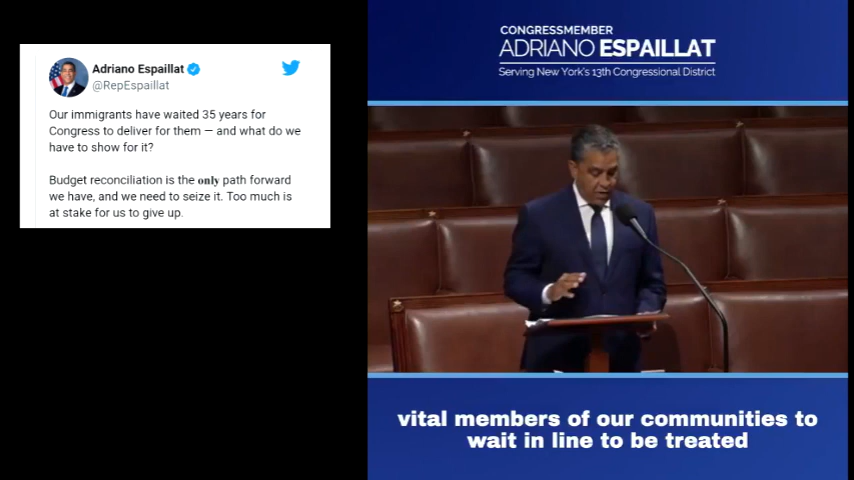 Adriano Espaillat
@RepEspaillat
Our immigrants have waited 35 years for
Congress to deliver for them — and what do we
have to show for it?
Budget reconciliation is the only path forward
we have, and we need to seize it. Too much is
at stake for us to give up.
CONGRESSMEMBER
ADRIANO ESPAILLAT
Serving New York's 13th Congressional District
vital members of our communities to
wait in line to be treated